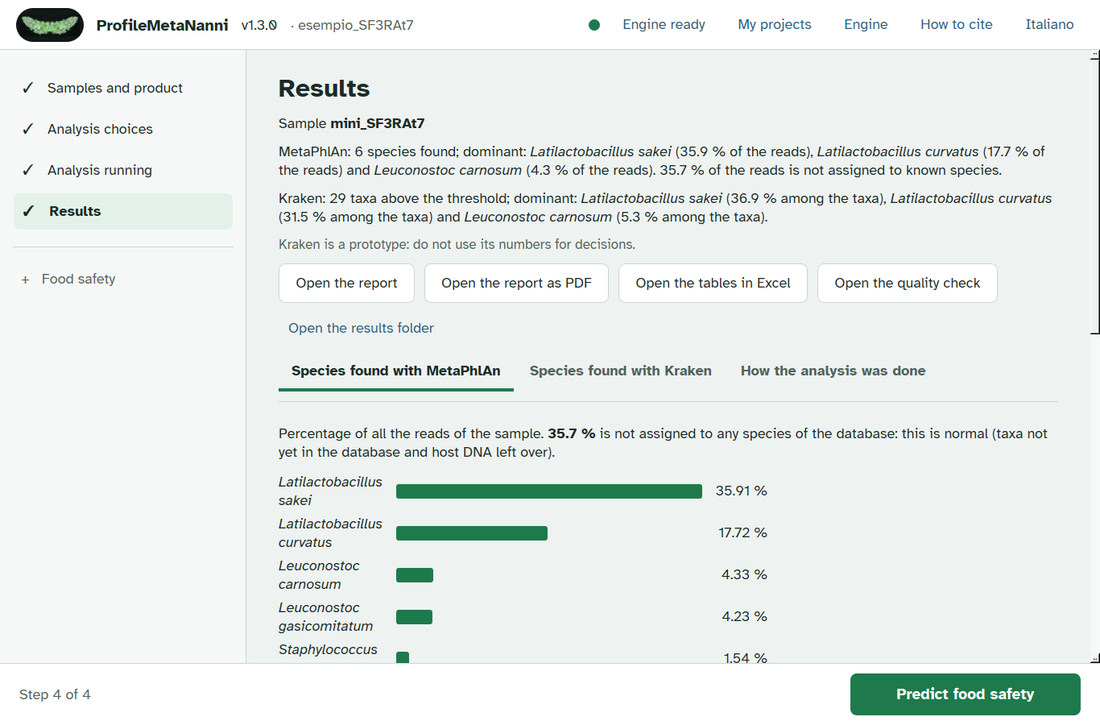 ProfileMetaNanni v1.3.0 · esempio_SF3RAt7
Engine ready
My projects
Engine
How to cite
Italiano
✓ Samples and product
✓ Analysis choices
✓ Analysis running
✓ Results
+ Food safety
Results
Sample mini_SF3RAt7
MetaPhlAn: 6 species found; dominant: Latilactobacillus sakei (35.9 % of the reads), Latilactobacillus curvatus (17.7 % of
the reads) and Leuconostoc carnosum (4.3 % of the reads). 35.7 % of the reads is not assigned to known species.
Kraken: 29 taxa above the threshold; dominant: Latilactobacillus sakei (36.9 % among the taxa), Latilactobacillus curvatus
(31.5 % among the taxa) and Leuconostoc carnosum (5.3 % among the taxa).
Kraken is a prototype: do not use its numbers for decisions.
Open the report
Open the report as PDF
Open the tables in Excel
Open the quality check
Open the results folder
Species found with MetaPhlAn
Species found with Kraken
How the analysis was done
Percentage of all the reads of the sample. 35.7 % is not assigned to any species of the database: this is normal (taxa not
yet in the database and host DNA left over).
Latilactobacillus
sakei
35.91 %
Latilactobacillus
curvatus
17.72 %
Leuconostoc
carnosum
4.33 %
Leuconostoc
gasicomitatum
4.23 %
Staphylococcus
1.54 %
Step 4 of 4
Predict food safety